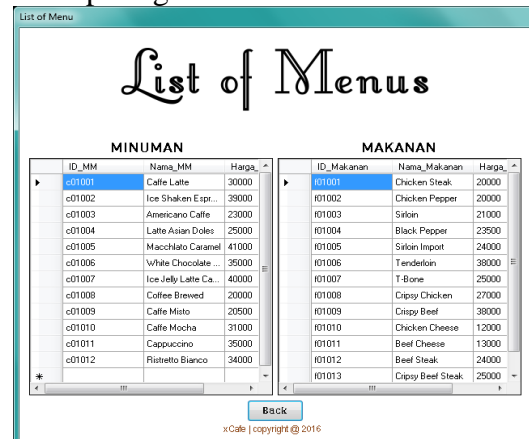 List of Menu
List of Menus
MINUMAN
ID_MM Nama_MM Harga_
c01001 Caffe Latte 30000
c01002 Ice Shaken Espr... 39000
c01003 Americano Caffe 23000
c01004 Latte Asian Doles 25000
c01005 Macchlato Caramel 41000
c01006 White Chocolate ... 35000
c01007 Ice Jelly Latte Ca... 40000
c01008 Coffee Brewed 20000
c01009 Caffe Misto 20500
c01010 Caffe Mocha 31000
c01011 Cappuccino 35000
c01012 Ristretto Bianco 34000
MAKANAN
ID_Makanan Nama_Makanan Harga_
f01001 Chicken Steak 20000
f01002 Chicken Pepper 20000
f01003 Sirloin 21000
f01004 Black Pepper 23500
f01005 Sirloin Import 24000
f01006 Tenderloin 38000
f01007 T-Bone 25000
f01008 Cripsy Chicken 27000
f01009 Crispy Beef 38000
f01010 Chicken Cheese 12000
f01011 Beef Cheese 13000
f01012 Beef Steak 24000
f01013 Cripsy Beef Steak 25000
Back
xCafe | copyright @ 2016